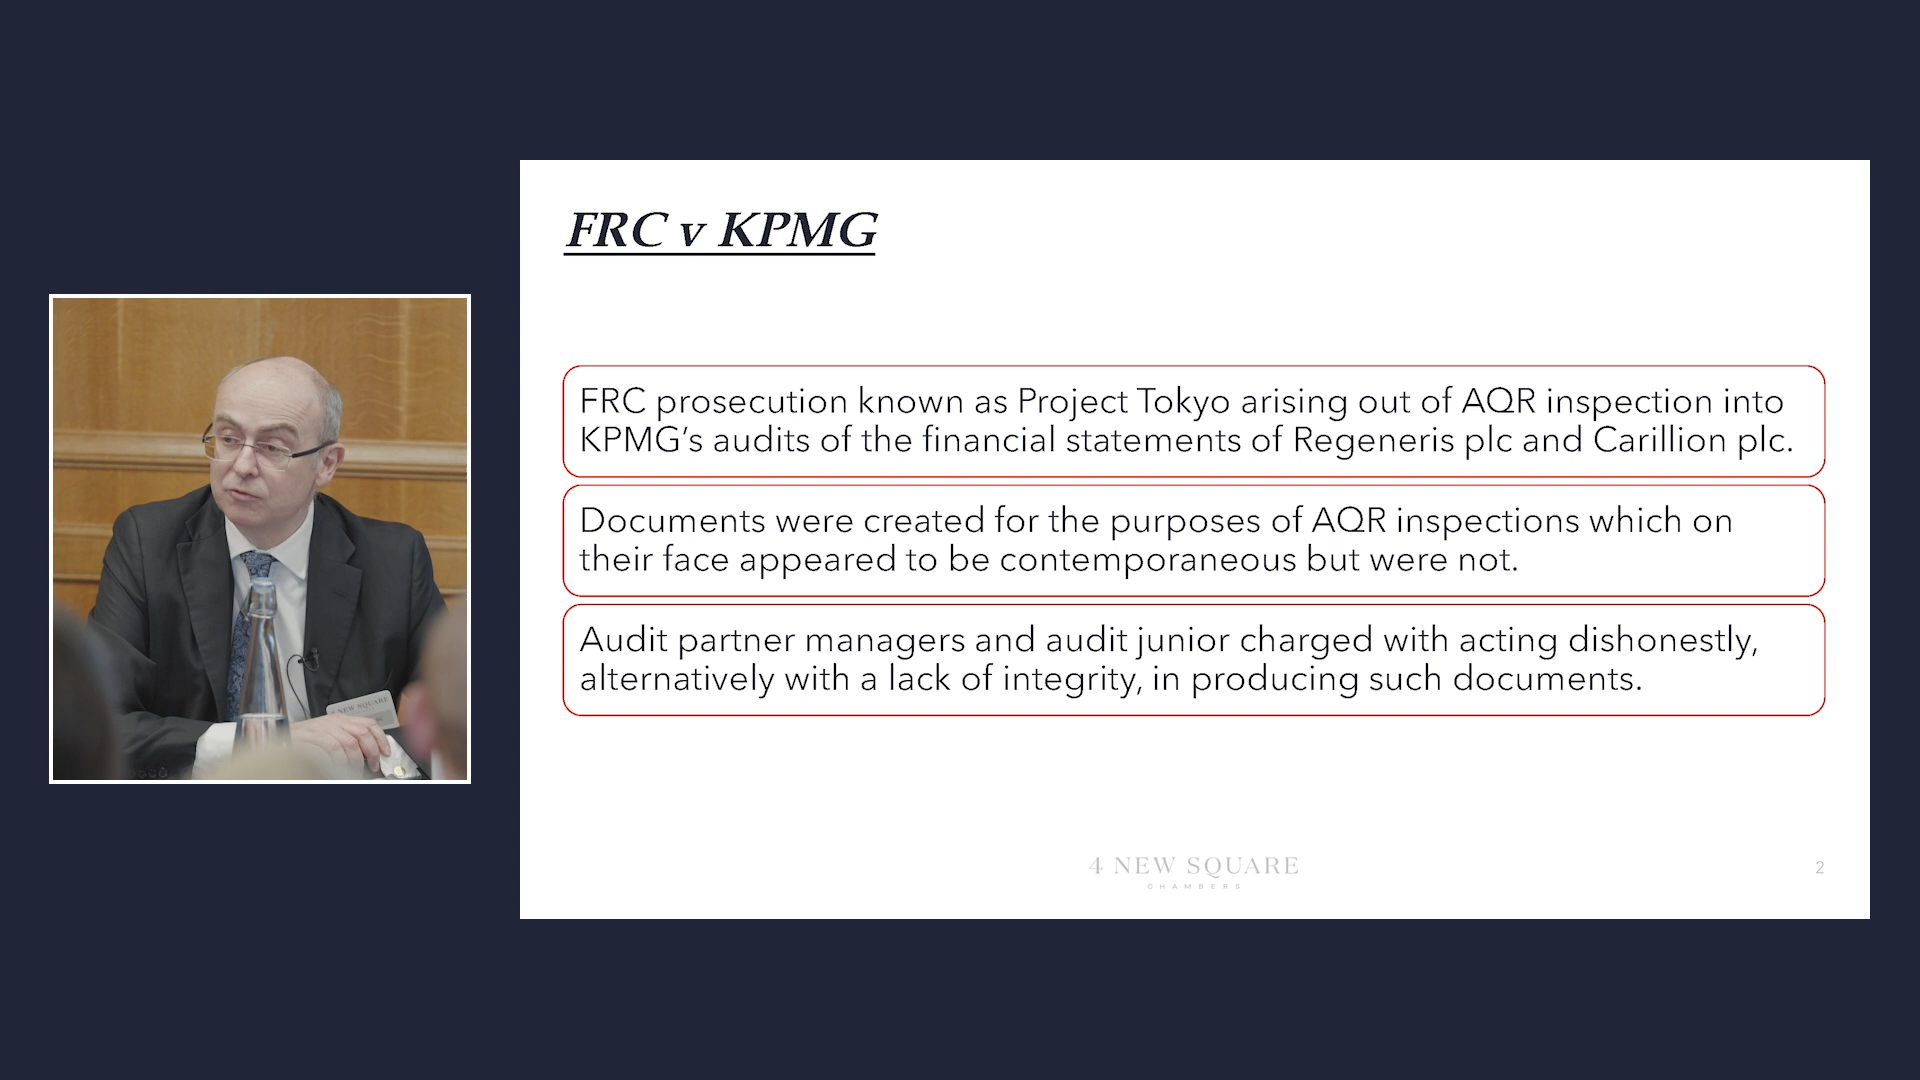 FRC v KPMG
FRC prosecution known as Project Tokyo arising out of AQR inspection into
KPMG’s audits of the financial statements of Regeneris plc and Carillion plc.
Documents were created for the purposes of AQR inspections which on
their face appeared to be contemporaneous but were not.
Audit partner managers and audit junior charged with acting dishonestly,
alternatively with a lack of integrity, in producing such documents.
4 NEW SQUARE
CHAMBERS
2
4 NEW SQUARE